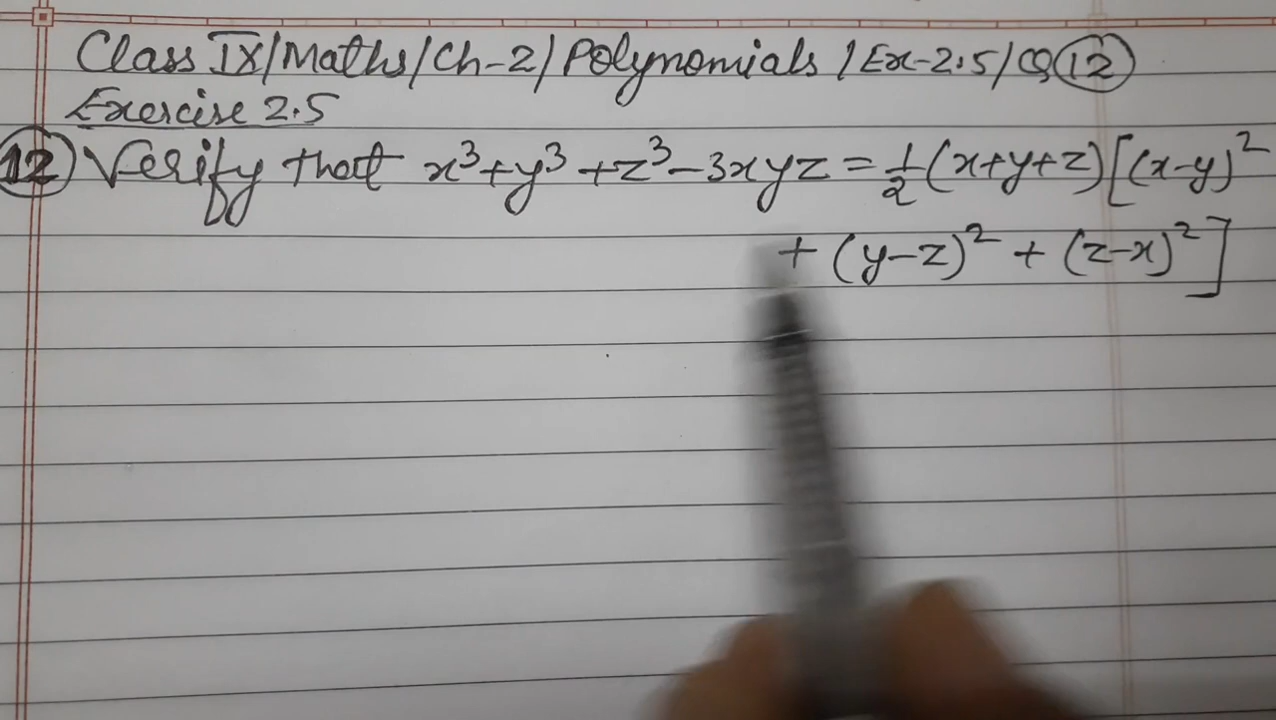 Class IX/Maths/Ch-2/Polynomials/Ex-2.5/Q 12
Exercise 2.5
12 Verify that x³+y³+z³-3xyz=½(x+y+z)[(x-y)²
+(y-z)²+(z-x)²]